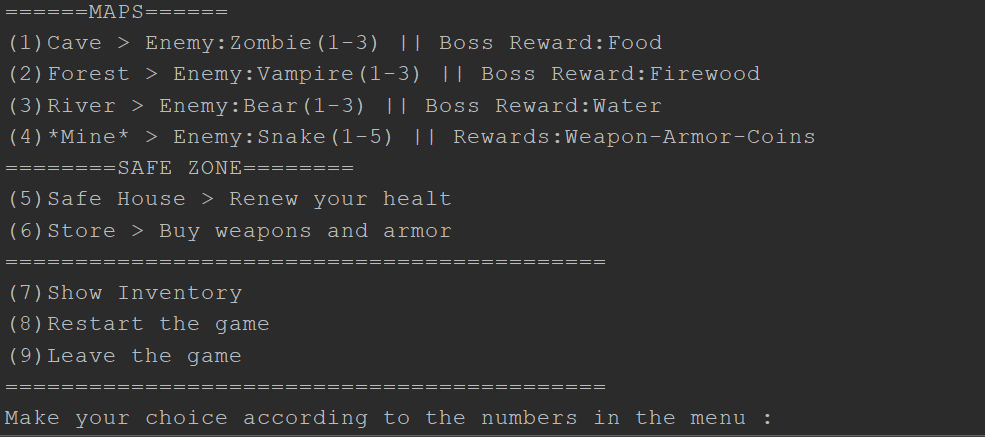 ======MAPS======
(1)Cave > Enemy:Zombie(1-3) || Boss Reward:Food
(2)Forest > Enemy:Vampire(1-3) || Boss Reward:Firewood
(3)River > Enemy:Bear(1-3) || Boss Reward:Water
(4)*Mine* > Enemy:Snake(1-5) || Rewards:Weapon-Armor-Coins
========SAFE ZONE========
(5)Safe House > Renew your healt
(6)Store > Buy weapons and armor
===========================================
(7)Show Inventory
(8)Restart the game
(9)Leave the game
===========================================
Make your choice according to the numbers in the menu :